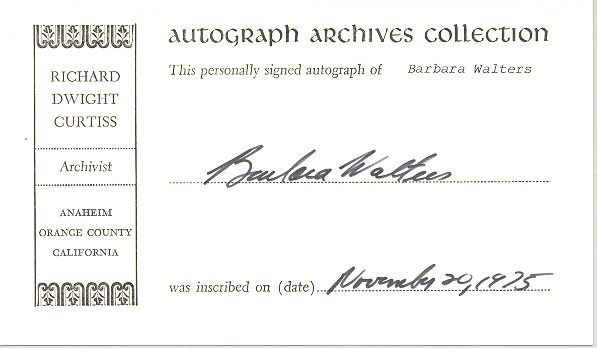 RICHARD
DWIGHT
CURTISS
Archivist
ANAHEIM
ORANGE COUNTY
CALIFORNIA
AUTOGRAPH ARCHIVES COLLECTION
This personally signed autograph of Barbara Walters
Barbara Walters
was inscribed on (date) November 20, 1975